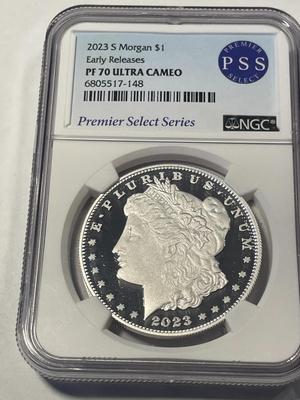 2023 S Morgan $1
Early Releases
PF 70 ULTRA CAMEO
6805517-148
PREMIER
PSS
SELECT
Premier Select Series
NGC
E·PLURIBUS·UNUM
2023